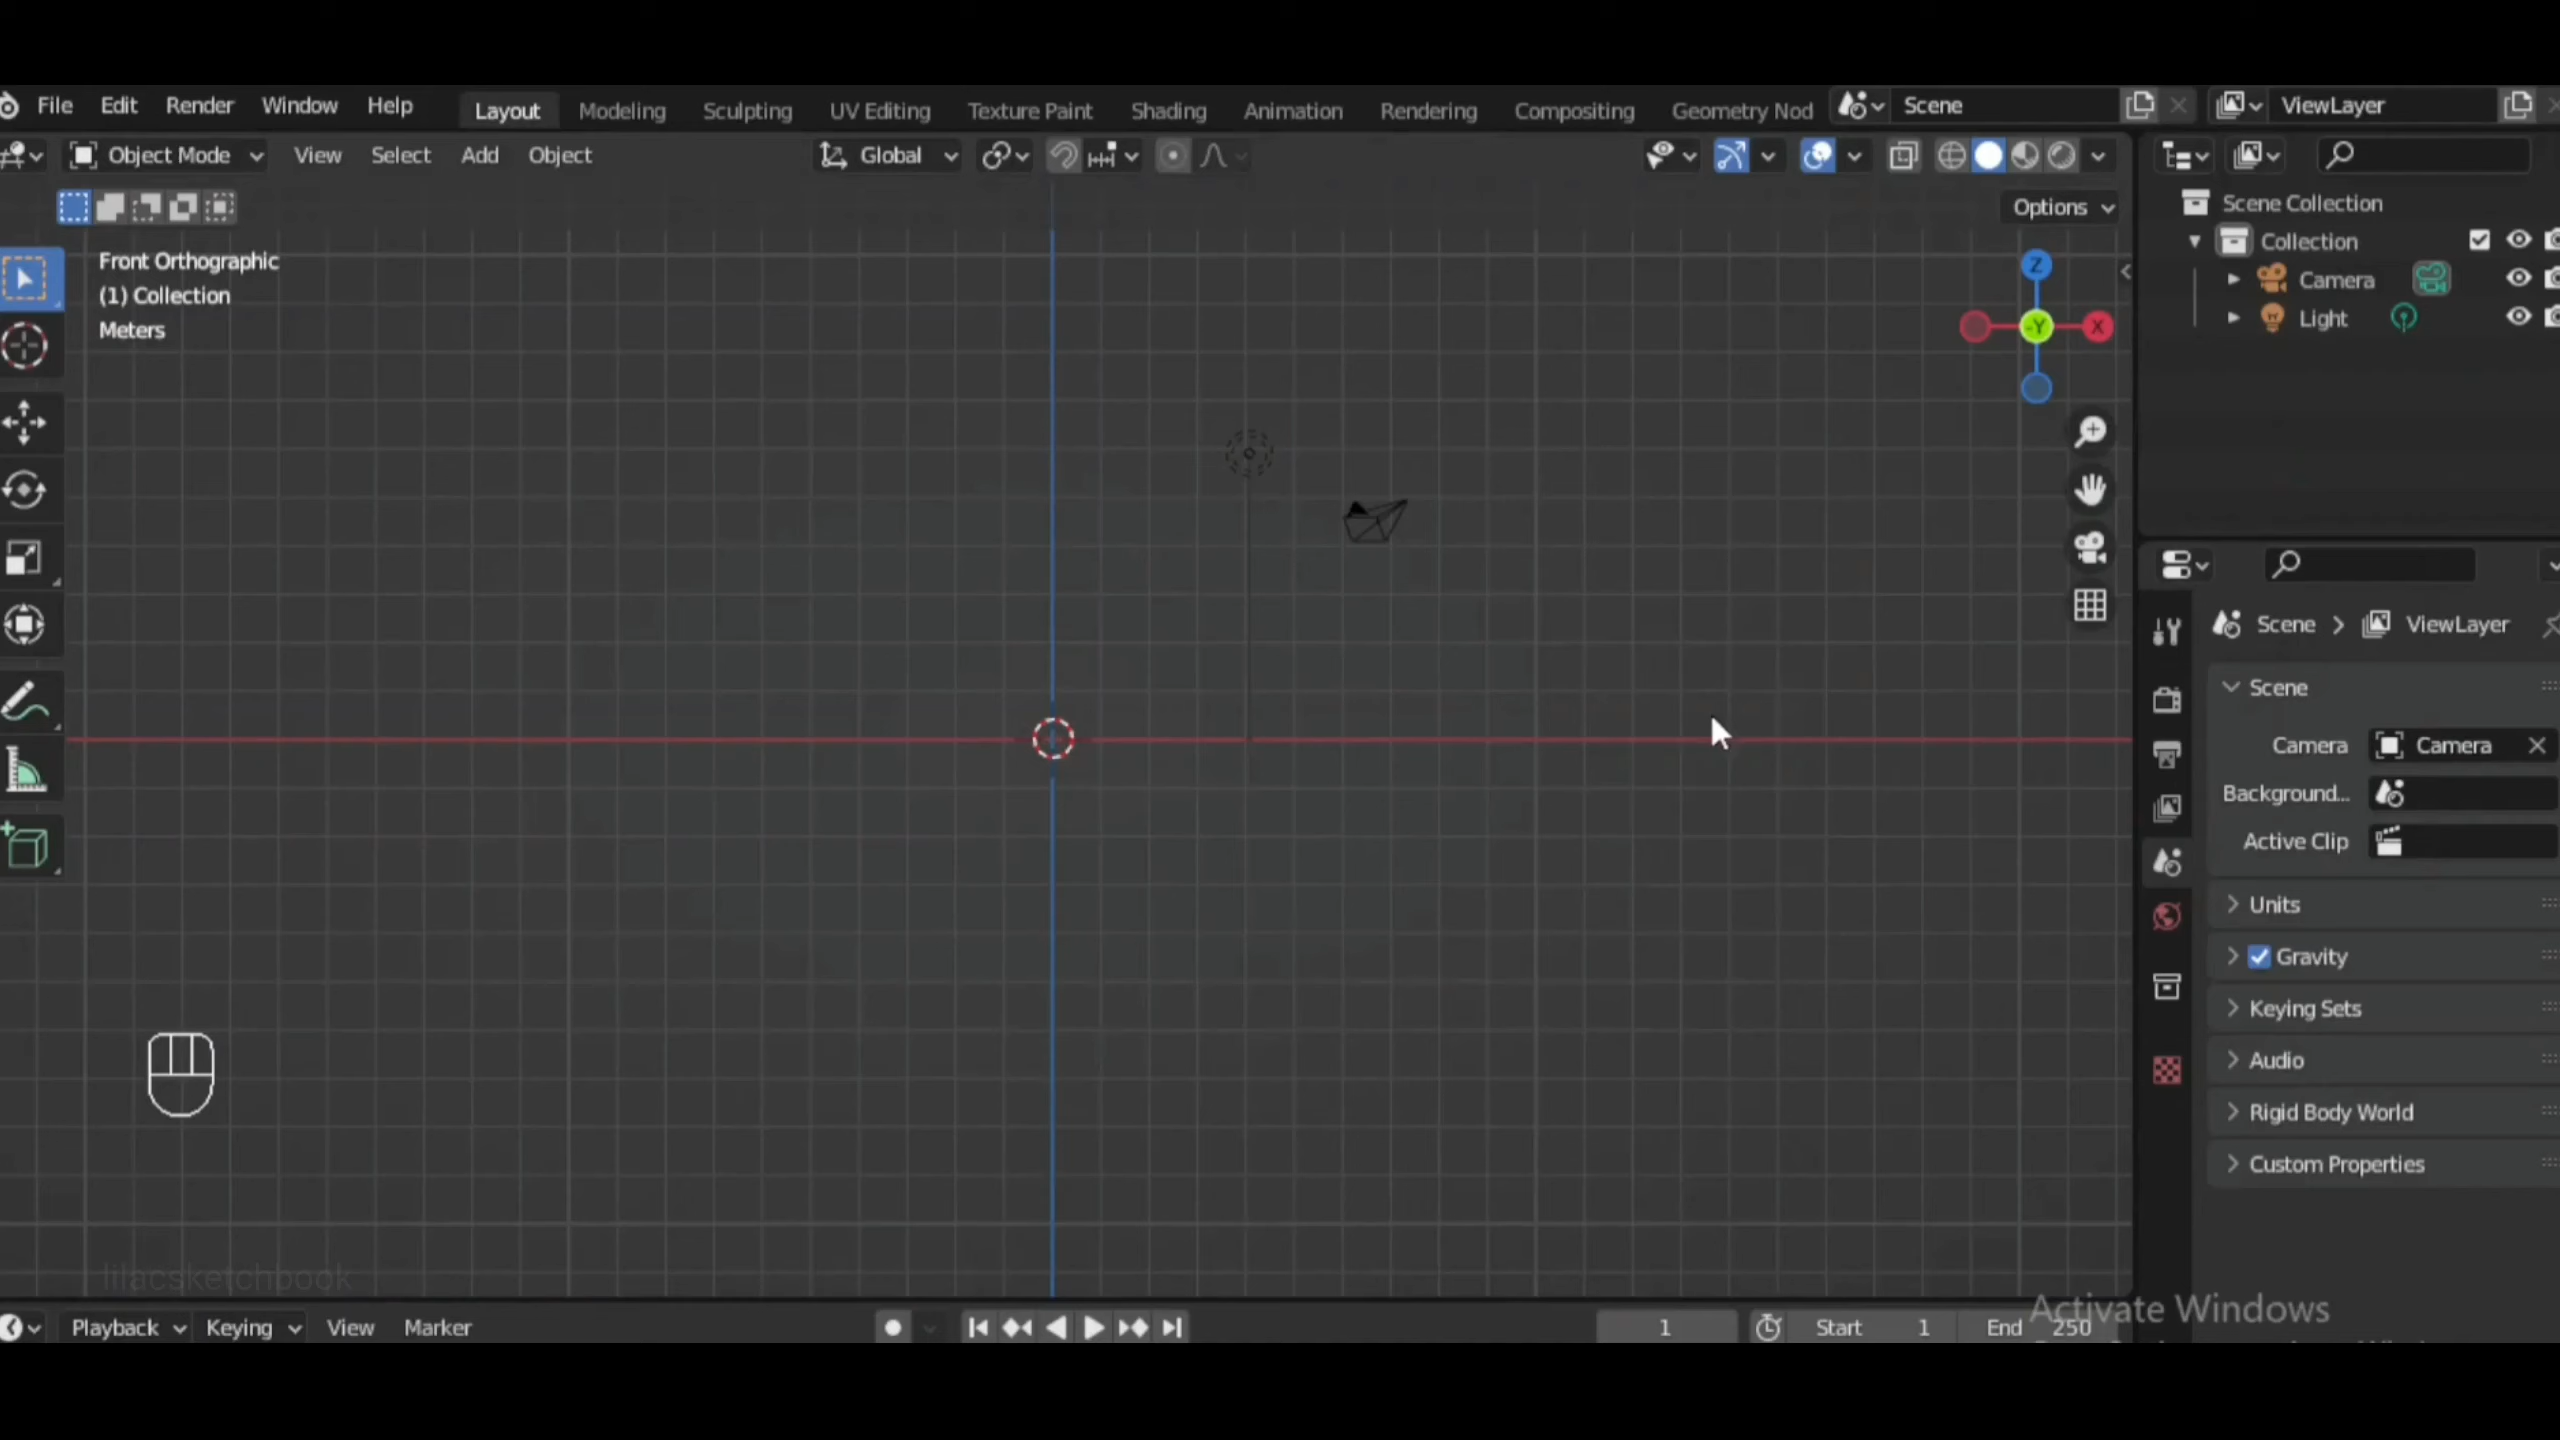 File Edit Render Window Help Layout Modeling Sculpting UV Editing Texture Paint Shading Animation Rendering Compositing Geometry Nod Scene ViewLayer
Object Mode View Select Add Object Global
Options
Front Orthographic
(1) Collection
Meters
Z
-Y X
Scene Collection
Collection
Camera
Light
Scene > ViewLayer
Scene
Camera Camera
Background...
Active Clip
Units
Gravity
Keying Sets
Audio
Rigid Body World
Custom Properties
lilacsketchbook
Activate Windows
Playback Keying View Marker 1 Start 1 End 250